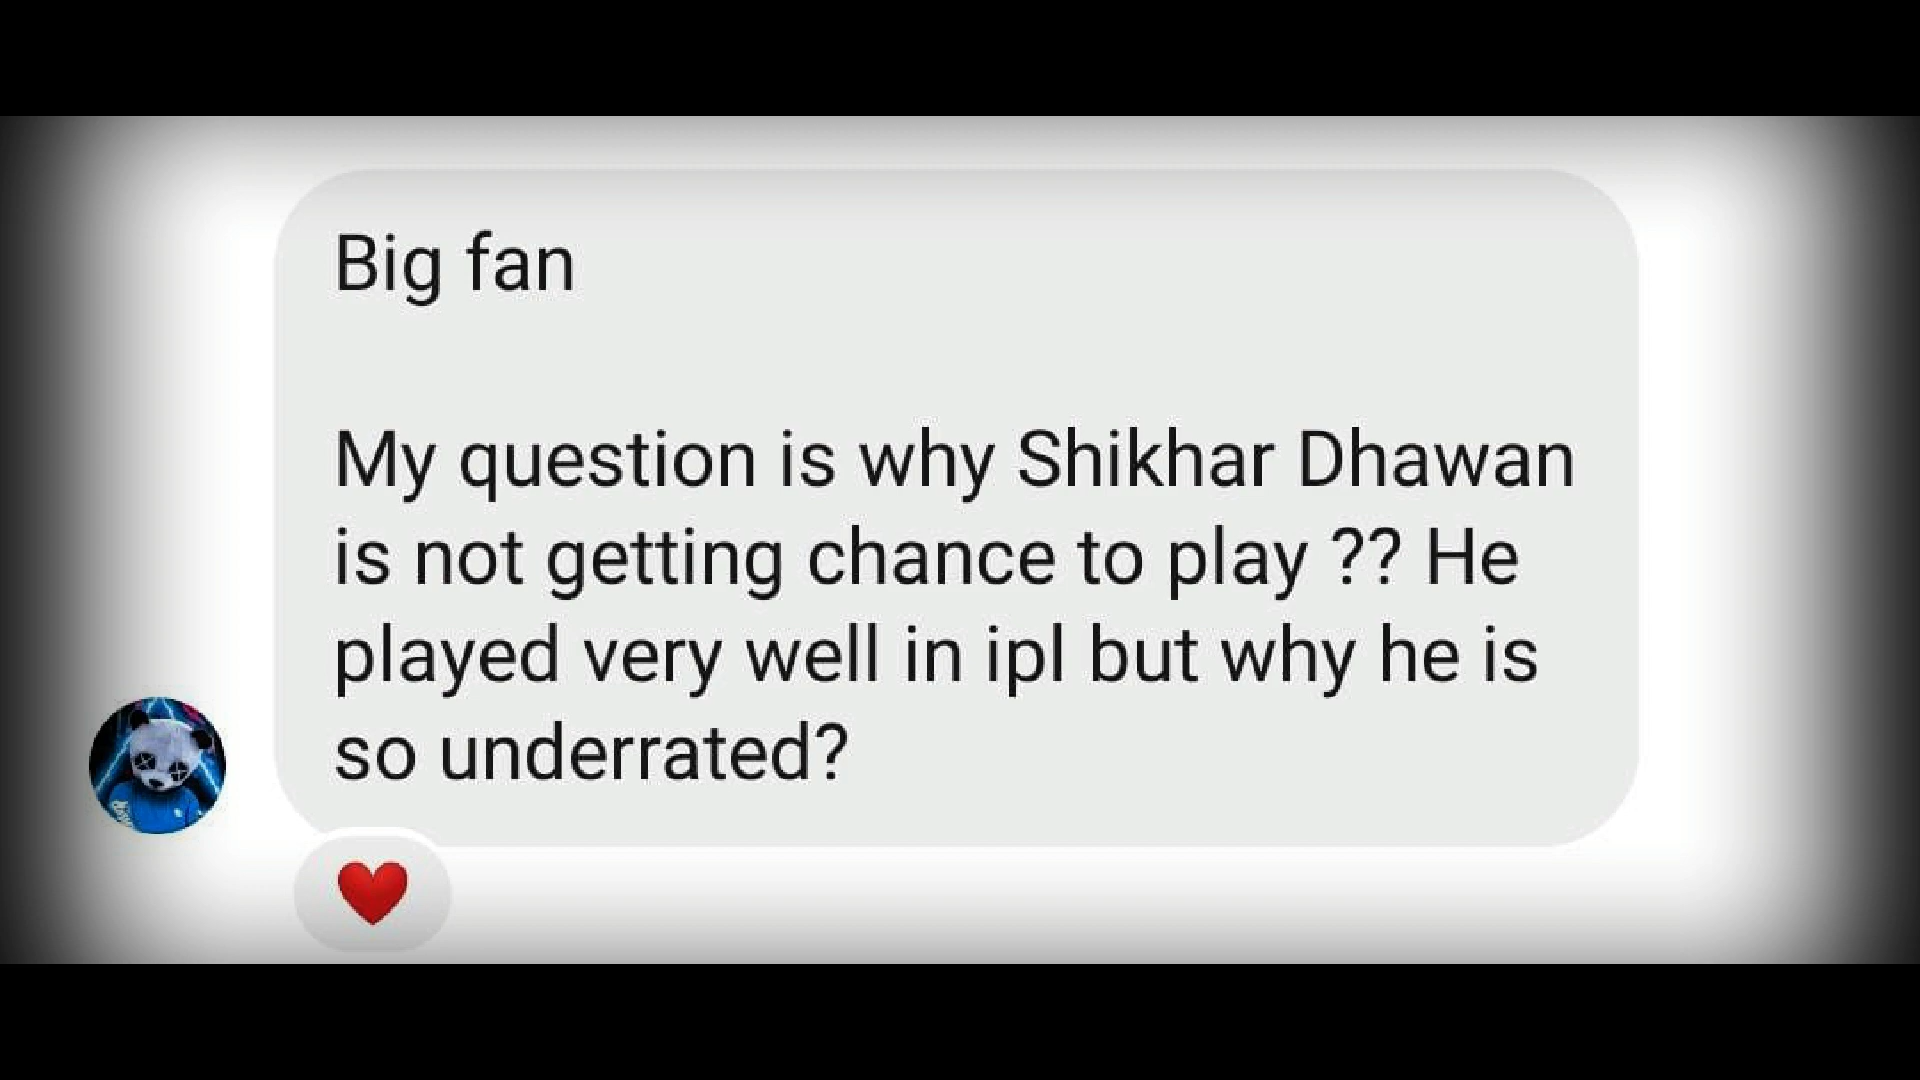 Big fan
My question is why Shikhar Dhawan
is not getting chance to play ?? He
played very well in ipl but why he is
so underrated?